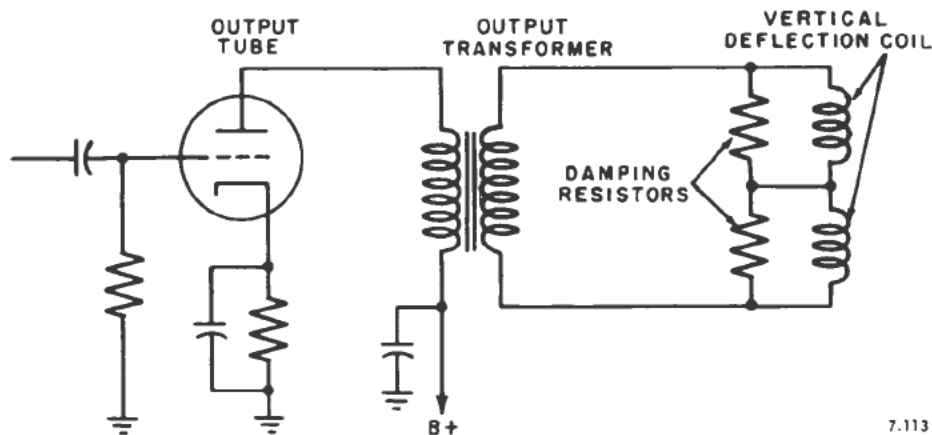 OUTPUT
TUBE
OUTPUT
TRANSFORMER
VERTICAL
DEFLECTION COIL
DAMPING
RESISTORS
B+
7.113